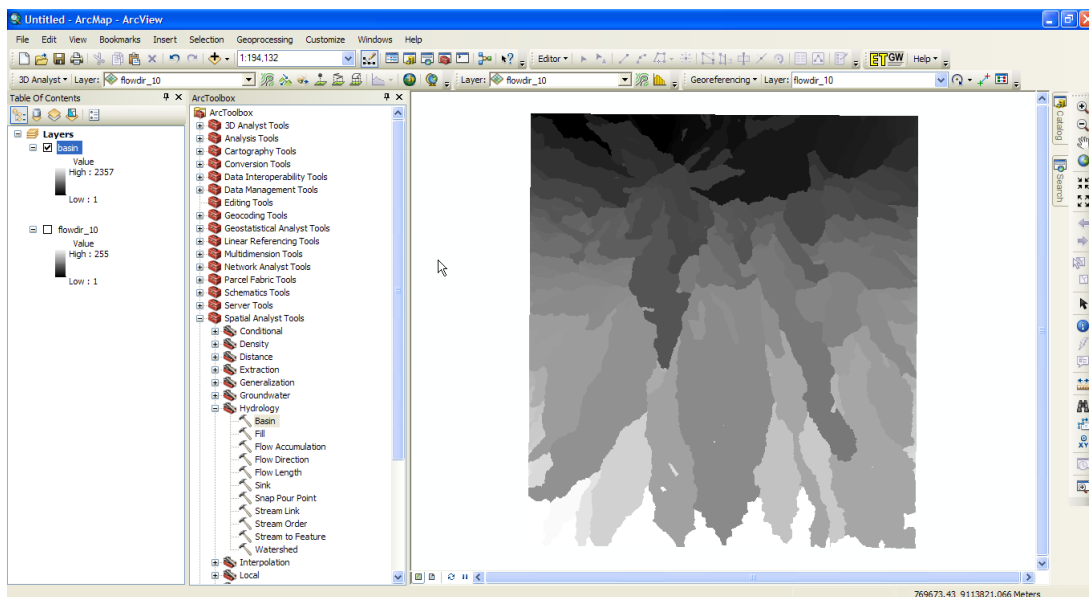 Untitled - ArcMap - ArcView
File Edit View Bookmarks Insert Selection Geoprocessing Customize Windows Help
1:194,132 Editor ET GW Help
3D Analyst Layer: flowdir_10 Layer: flowdir_10 Georeferencing Layer: flowdir_10
Table Of Contents
Layers
basin
Value
High : 2357
Low : 1
flowdir_10
Value
High : 255
Low : 1
ArcToolbox
ArcToolbox
3D Analyst Tools
Analysis Tools
Cartography Tools
Conversion Tools
Data Interoperability Tools
Data Management Tools
Editing Tools
Geocoding Tools
Geostatistical Analyst Tools
Linear Referencing Tools
Multidimension Tools
Network Analyst Tools
Parcel Fabric Tools
Schematics Tools
Server Tools
Spatial Analyst Tools
Conditional
Density
Distance
Extraction
Generalization
Groundwater
Hydrology
Basin
Fill
Flow Accumulation
Flow Direction
Flow Length
Sink
Snap Pour Point
Stream Link
Stream Order
Stream to Feature
Watershed
Interpolation
Local
Catalog
Search
XY
769673.43 9113821.066 Meters